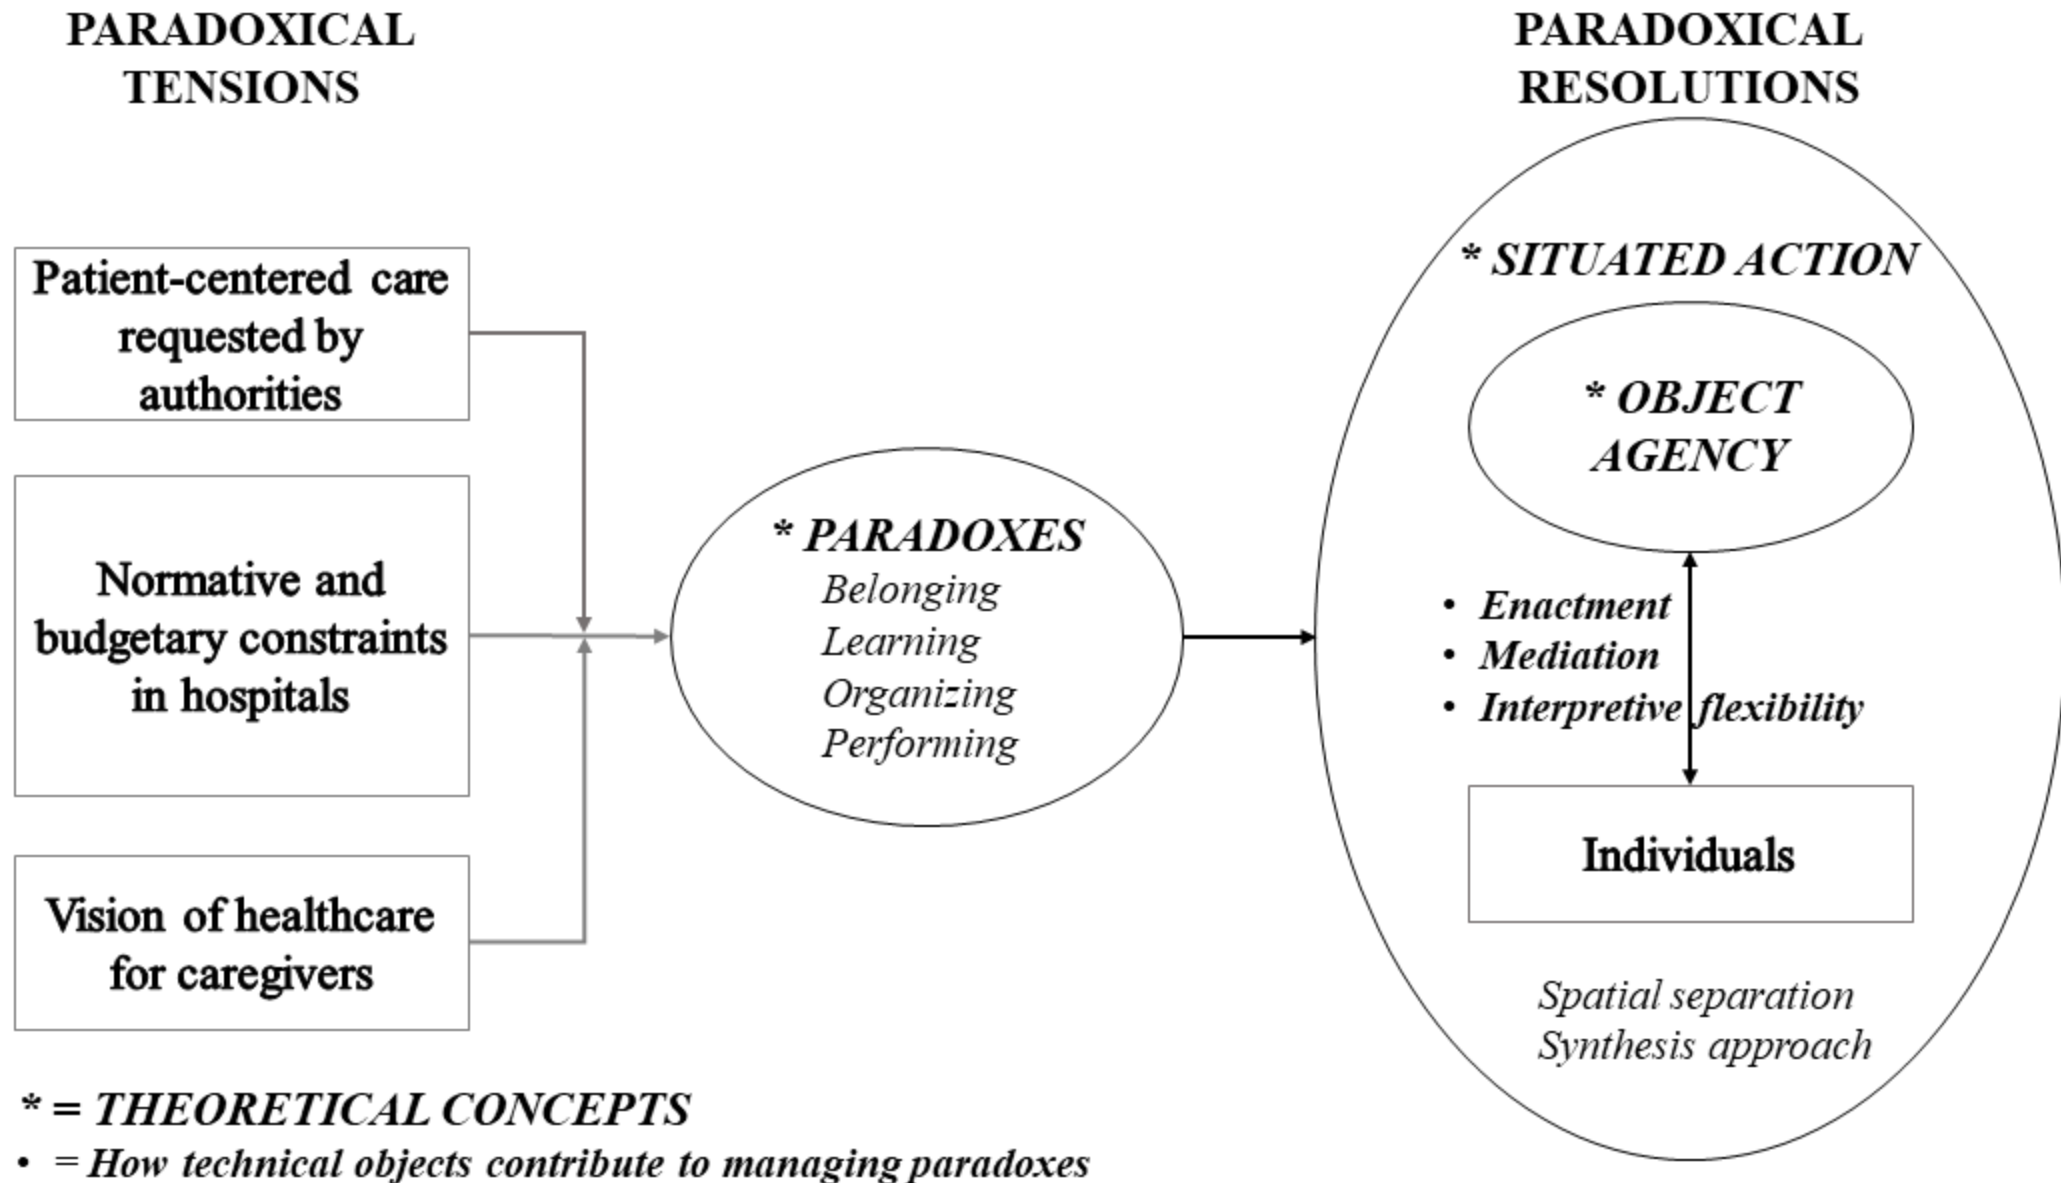 PARADOXICAL
TENSIONS
PARADOXICAL
RESOLUTIONS
Patient-centered care
requested by
authorities
Normative and
budgetary constraints
in hospitals
Vision of healthcare
for caregivers
* PARADOXES
Belonging
Learning
Organizing
Performing
* SITUATED ACTION
* OBJECT
AGENCY
• Enactment
• Mediation
• Interpretive flexibility
Individuals
Spatial separation
Synthesis approach
* = THEORETICAL CONCEPTS
• = How technical objects contribute to managing paradoxes